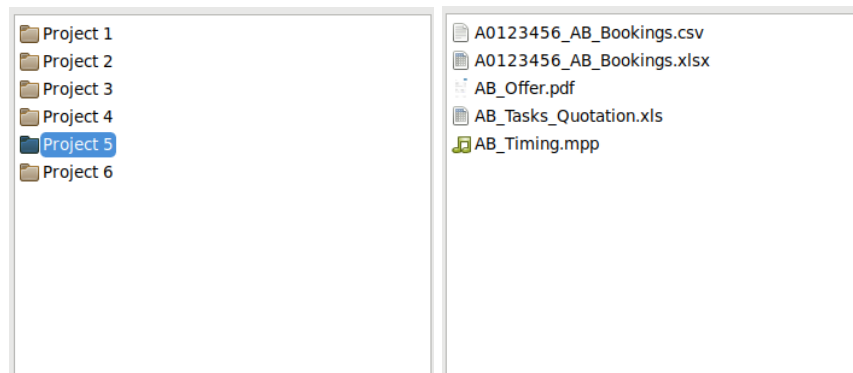 Project 1
Project 2
Project 3
Project 4
Project 5
Project 6
A0123456_AB_Bookings.csv
A0123456_AB_Bookings.xlsx
AB_Offer.pdf
AB_Tasks_Quotation.xls
AB_Timing.mpp